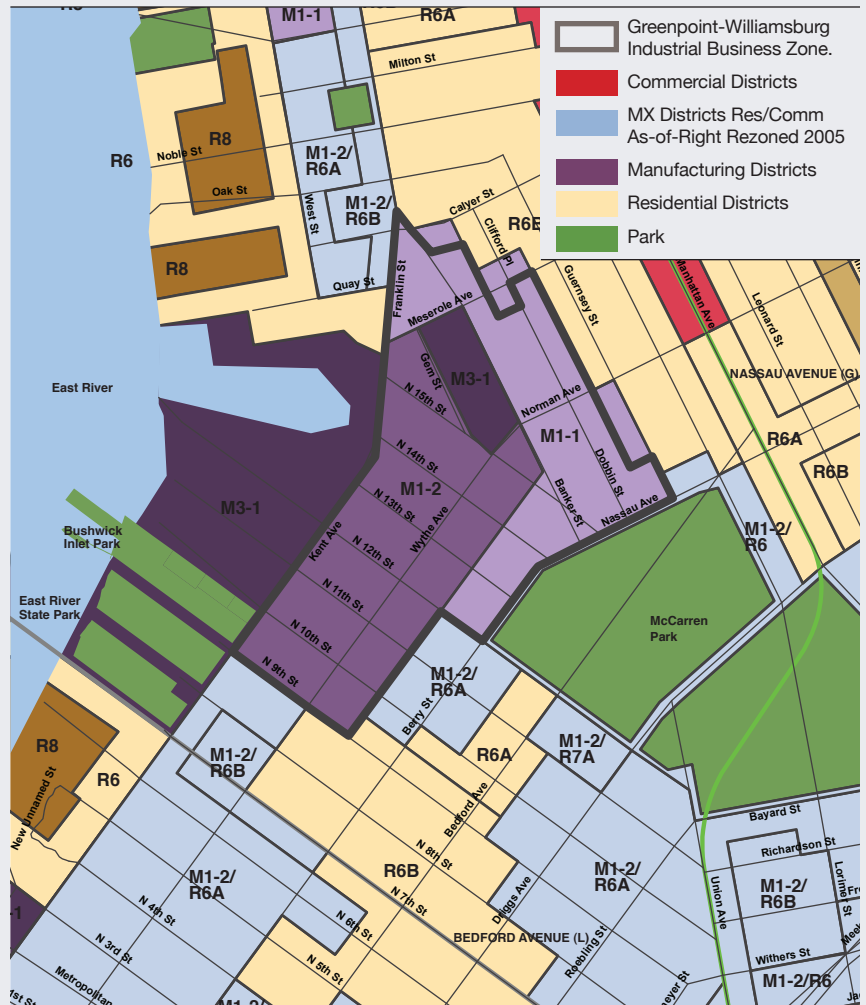 M1-1
R6A
Milton St
R6
R8
Noble St
M1-2/
R6A
Oak St
West St
M1-2/
R6B
Calyer St
Clifford Pl
R8
Quay St
Franklin St
Meserole Ave
Guernsey St
Manhattan Ave
Leonard St
Greenpoint-Williamsburg
Industrial Business Zone.
Commercial Districts
MX Districts Res/Comm
As-of-Right Rezoned 2005
Manufacturing Districts
Residential Districts
Park
East River
Gem St
M3-1
N 15th St
Norman Ave
NASSAU AVENUE (G)
M1-1
R6A
N 14th St
Dobbin St
R6B
M1-2
N 13th St
Banker St
Nassau Ave
M3-1
Wythe Ave
Kent Ave
M1-2/
R6
Bushwick
Inlet Park
N 12th St
N 11th St
East River
State Park
McCarren
Park
N 10th St
N 9th St
M1-2/
R6A
Berry St
R8
M1-2/
R6B
R6A
M1-2/
R7A
R6
New Unnamed St
Bedford Ave
Bayard St
N 8th St
Richardson St
R6B
M1-2/
R6A
M1-2/
R6A
M1-2/
R6B
Lorimer St
N 7th St
Driggs Ave
Union Ave
N 4th St
N 6th St
BEDFORD AVENUE (L)
Roebling St
N 3rd St
N 5th St
Withers St
Metropolitan
M1-2/R6